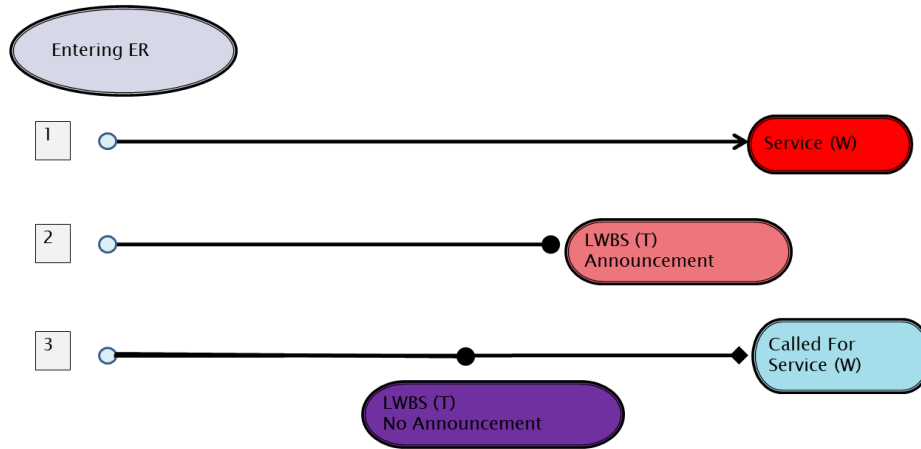 Entering ER
1
Service (W)
2
LWBS (T)
Announcement
3
Called For
Service (W)
LWBS (T)
No Announcement